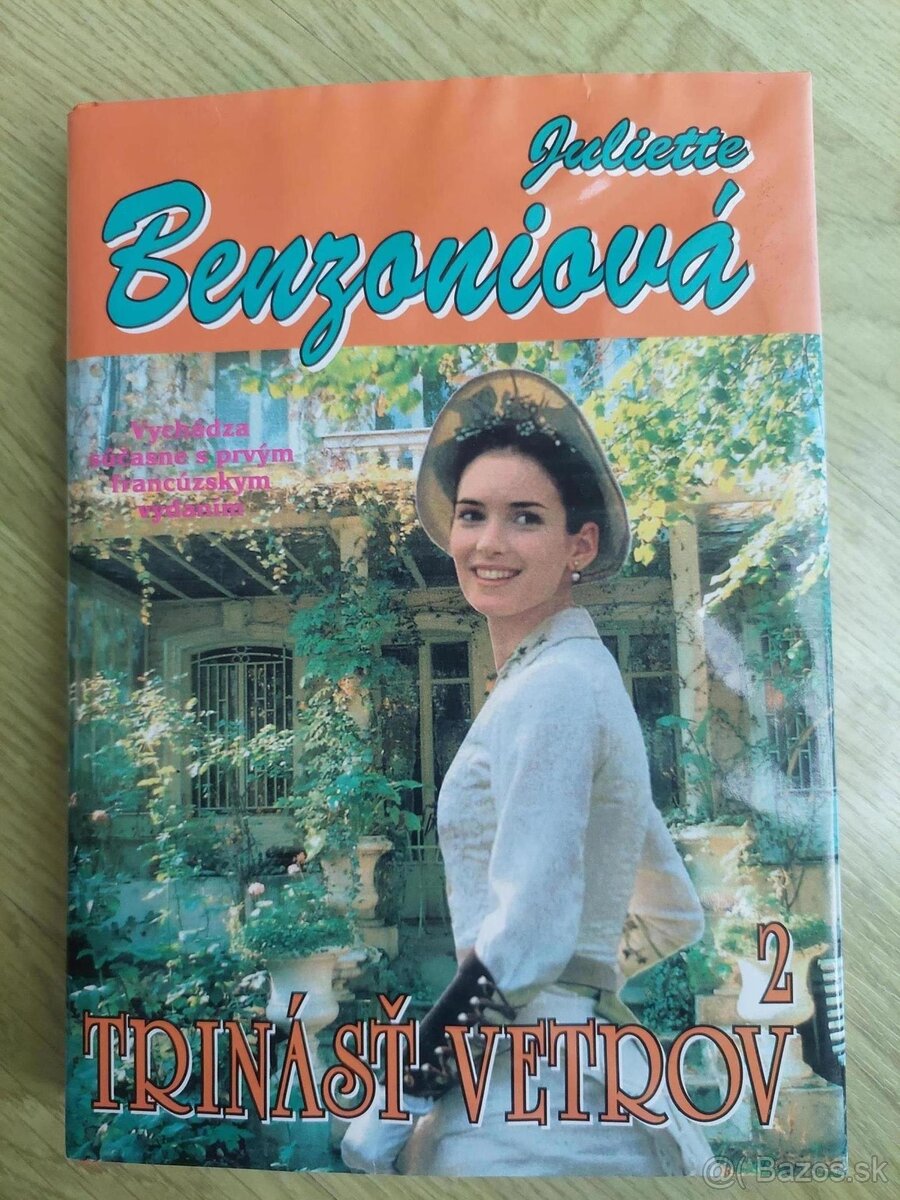 Juliette
Benzoniová
Vychádza
súčasne s prvým
francúzskym
vydaním
2
TRINÁSŤ VETROV
@( Bazos.sk